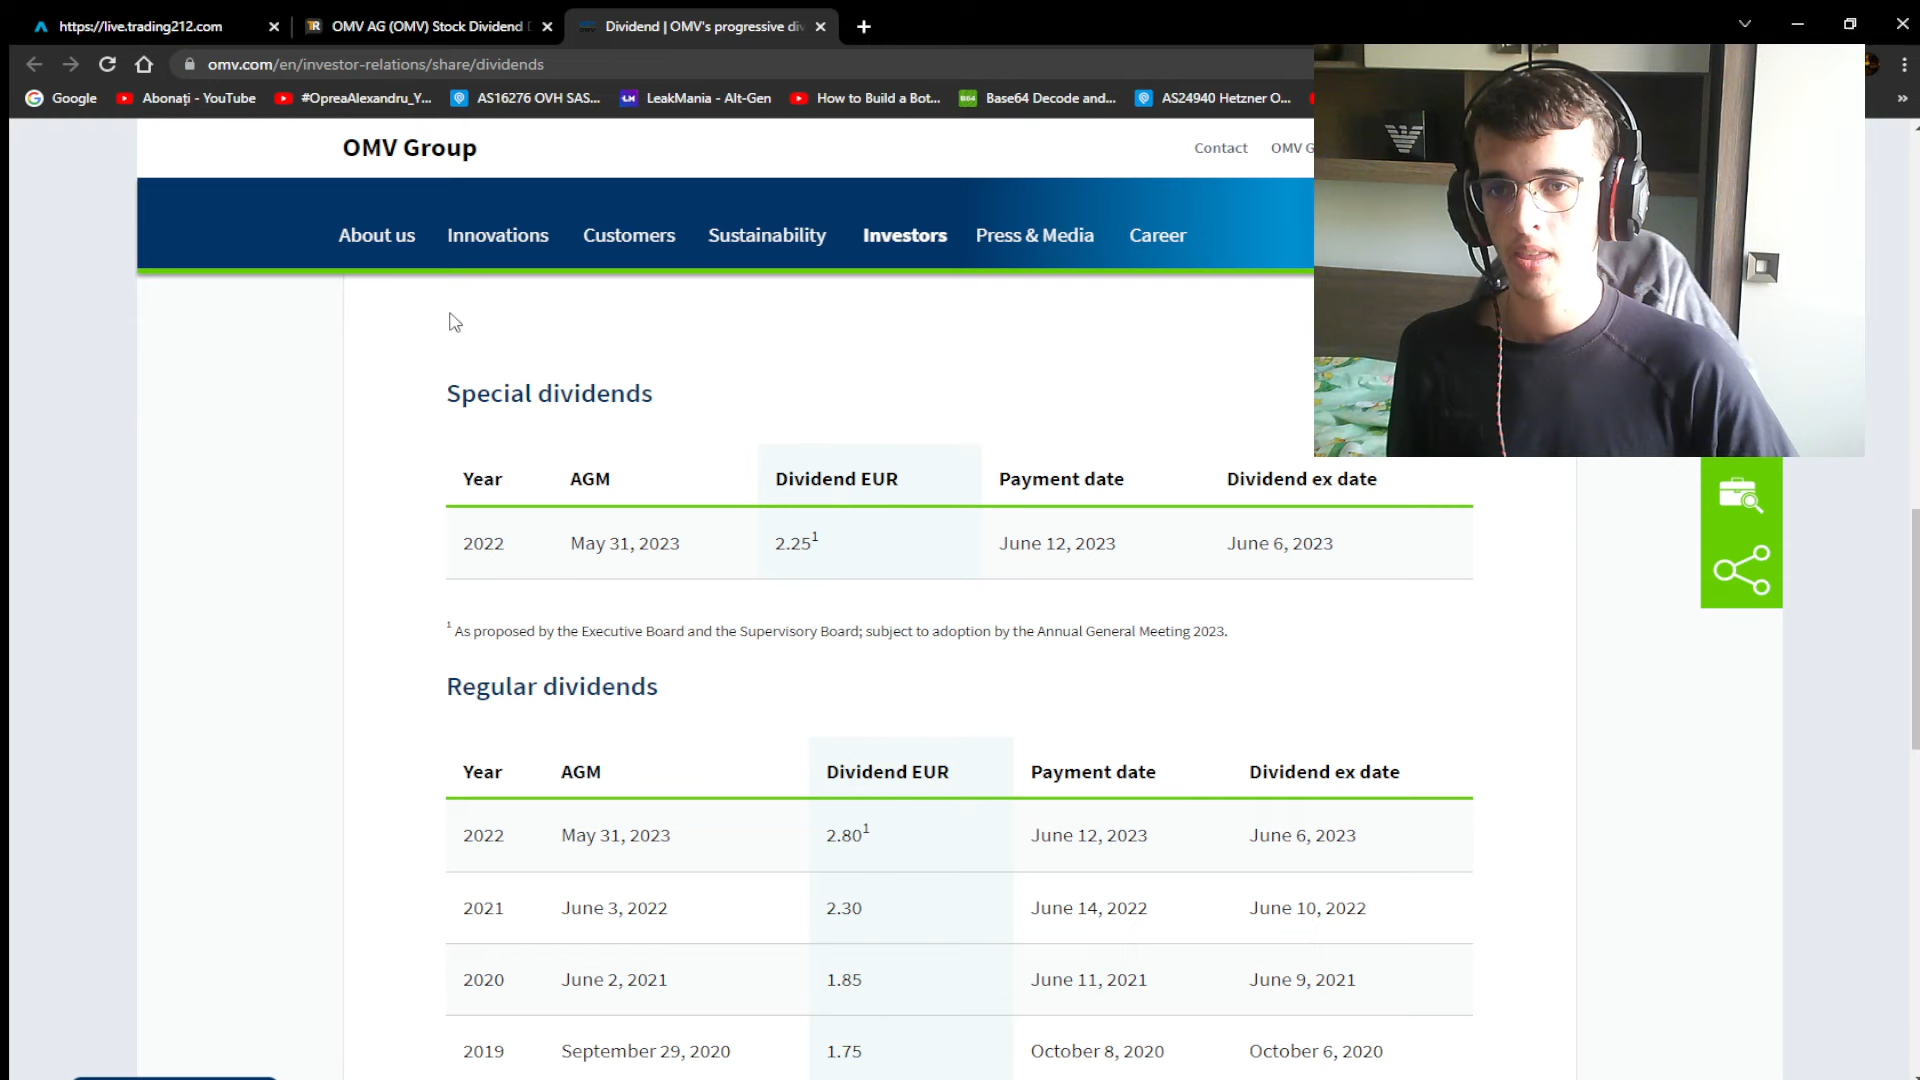 https://live.trading212.com
OMV AG (OMV) Stock Dividend
Dividend | OMV's progressive div
omv.com/en/investor-relations/share/dividends
Google
Abonați - YouTube
#OpreaAlexandru_Y...
AS16276 OVH SAS...
LeakMania - Alt-Gen
How to Build a Bot...
Base64 Decode and...
AS24940 Hetzner O...
OMV Group
Contact
OMV G
About us
Innovations
Customers
Sustainability
Investors
Press & Media
Career
Special dividends
Year AGM Dividend EUR Payment date Dividend ex date
2022 May 31, 2023 2.25¹ June 12, 2023 June 6, 2023
¹ As proposed by the Executive Board and the Supervisory Board; subject to adoption by the Annual General Meeting 2023.
Regular dividends
Year AGM Dividend EUR Payment date Dividend ex date
2022 May 31, 2023 2.80¹ June 12, 2023 June 6, 2023
2021 June 3, 2022 2.30 June 14, 2022 June 10, 2022
2020 June 2, 2021 1.85 June 11, 2021 June 9, 2021
2019 September 29, 2020 1.75 October 8, 2020 October 6, 2020